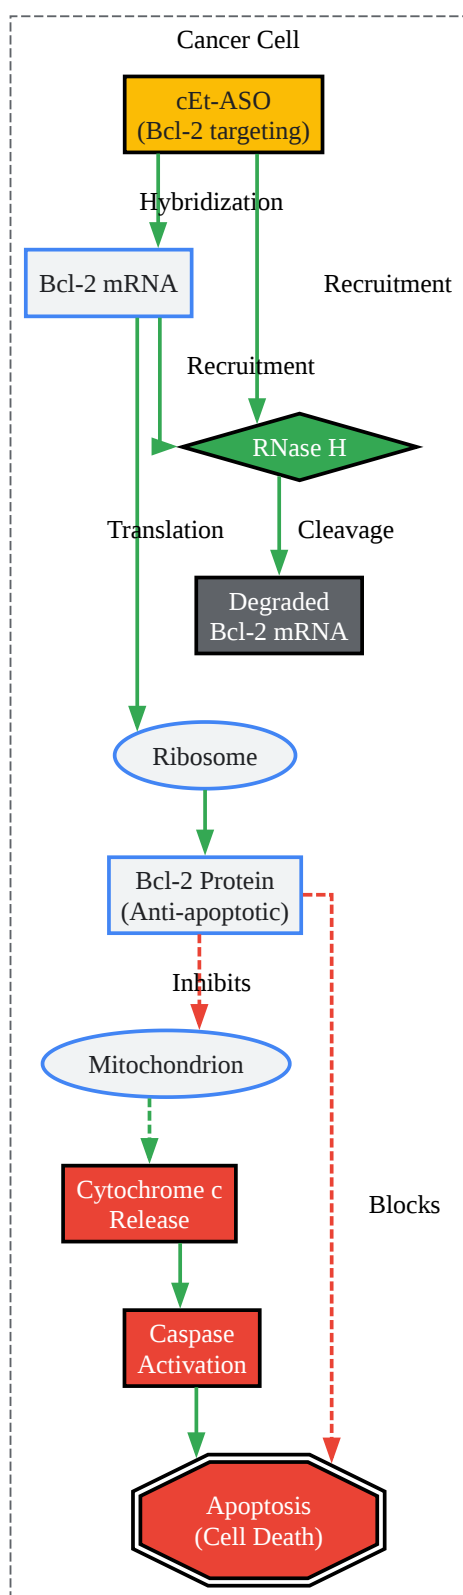 Cancer Cell
cEt-ASO
(Bcl-2 targeting)
Hybridization
Bcl-2 mRNA
Recruitment
Recruitment
RNase H
Translation
Cleavage
Degraded
Bcl-2 mRNA
Ribosome
Bcl-2 Protein
(Anti-apoptotic)
Inhibits
Mitochondrion
Cytochrome c
Release
Blocks
Caspase
Activation
Apoptosis
(Cell Death)